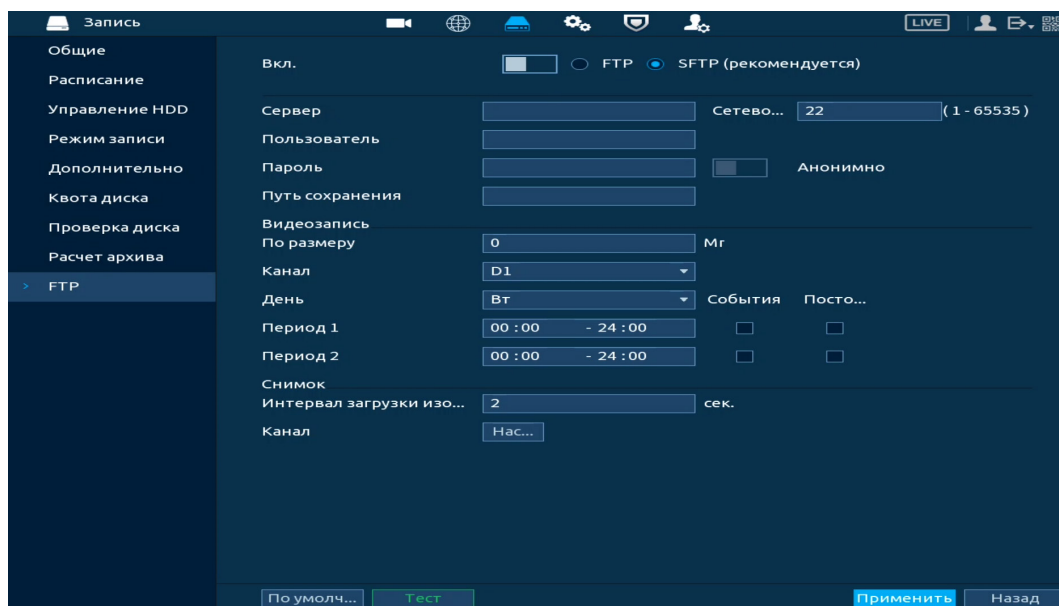 Запись LIVE
Общие
Расписание
Управление HDD
Режим записи
Дополнительно
Квота диска
Проверка диска
Расчет архива
> FTP
Вкл. FTP SFTP (рекомендуется)
Сервер Сетево... 22 (1-65535)
Пользователь
Пароль Анонимно
Путь сохранения
Видеозапись
По размеру 0 Мг
Канал D1
День Вт События Посто...
Период 1 00:00 - 24:00
Период 2 00:00 - 24:00
Снимок
Интервал загрузки изо... 2 сек.
Канал Нас...
По умолч... Тест Применить Назад